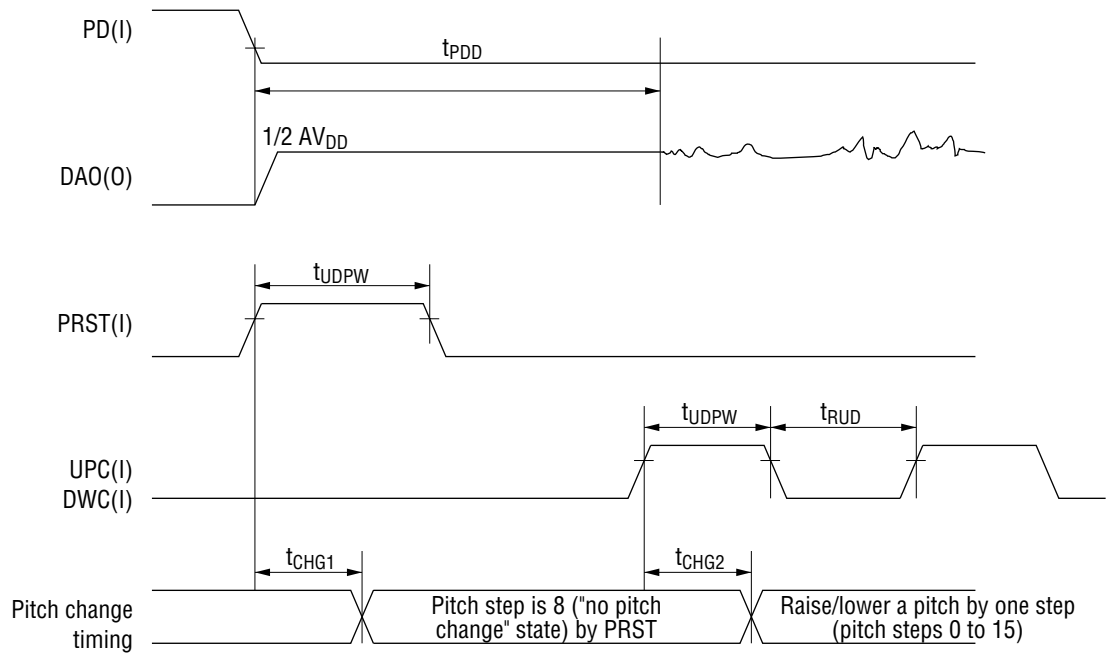 PD(I)
tPDD
1/2 AVDD
DAO(O)
tUDPW
PRST(I)
tUDPW
tRUD
UPC(I)
DWC(I)
tCHG1
tCHG2
Pitch change
timing
Pitch step is 8 ("no pitch
change" state) by PRST
Raise/lower a pitch by one step
(pitch steps 0 to 15)